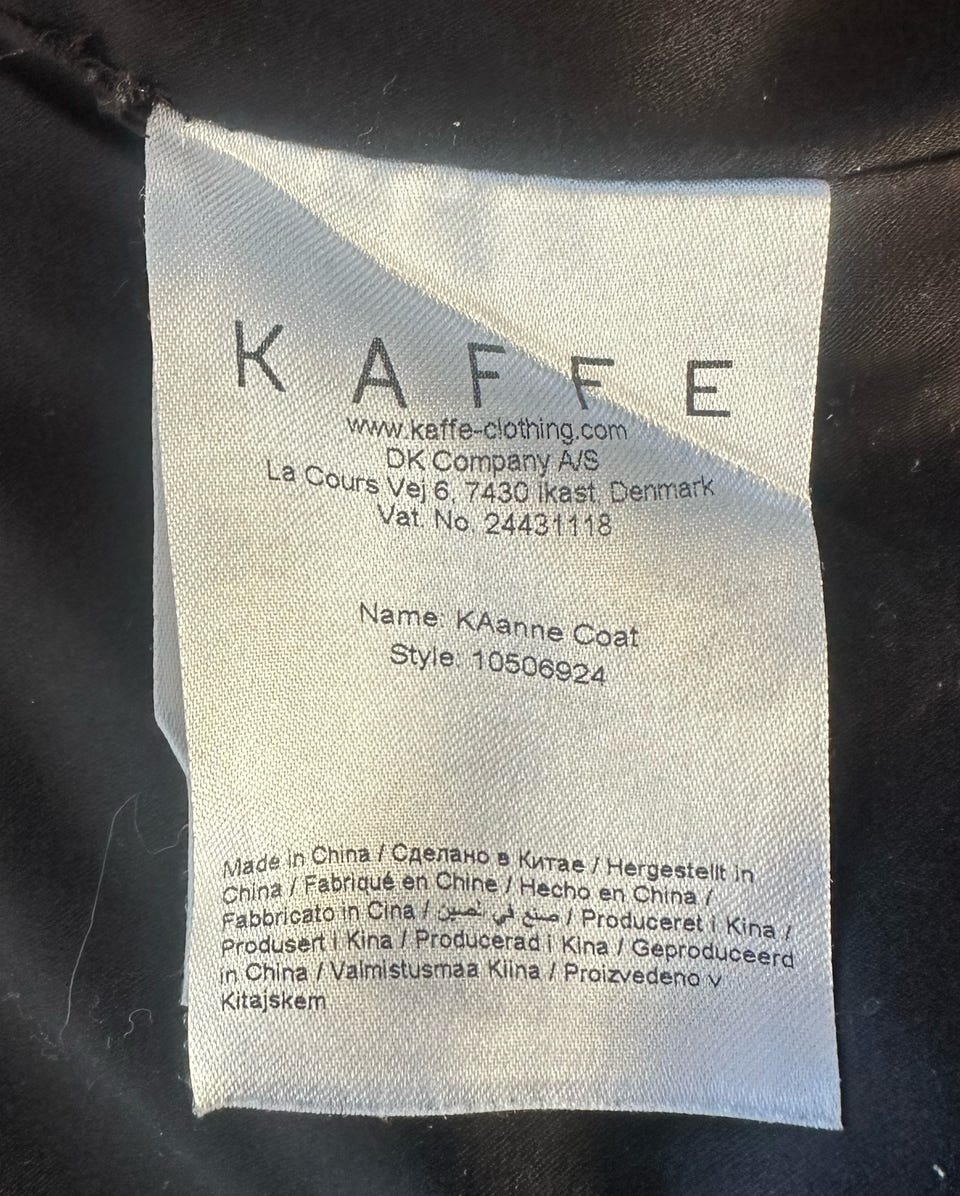 KAFFE
www.kaffe-clothing.com
DK Company A/S
La Cours Vej 6, 7430 Ikast, Denmark
Vat. No. 24431118
Name: KAanne Coat
Style: 10506924
Made in China / Сделано в Китае / Hergestellt in
China / Fabriqué en Chine / Hecho en China /
Fabbricato in Cina / صنع في الصين / Produceret i Kina /
Produsert i Kina / Producerad i Kina / Geproduceerd
in China / Valmistusmaa Kiina / Proizvedeno v
Kitajskem